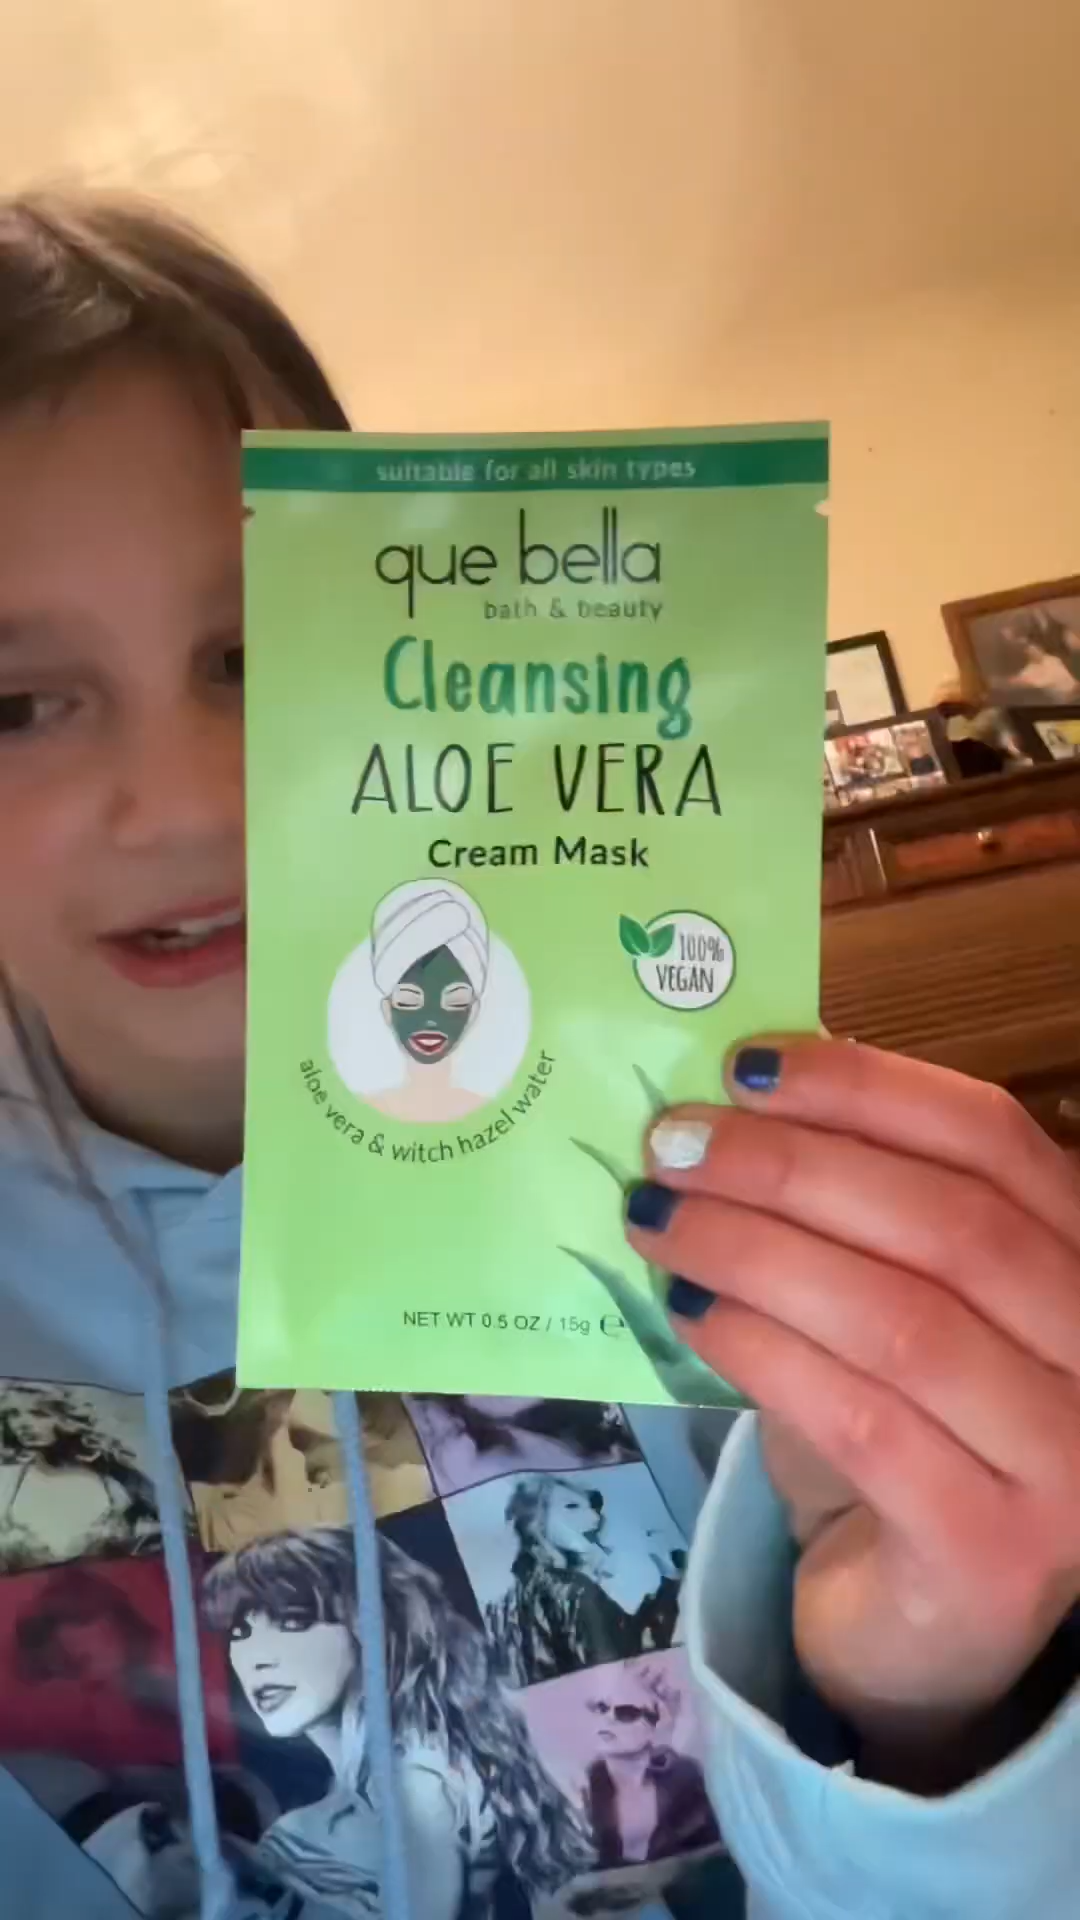 suitable for all skin types
que bella
bath & beauty
Cleansing
ALOE VERA
Cream Mask
100%
VEGAN
aloe vera & witch hazel water
NET WT 0.5 OZ / 15g ℮